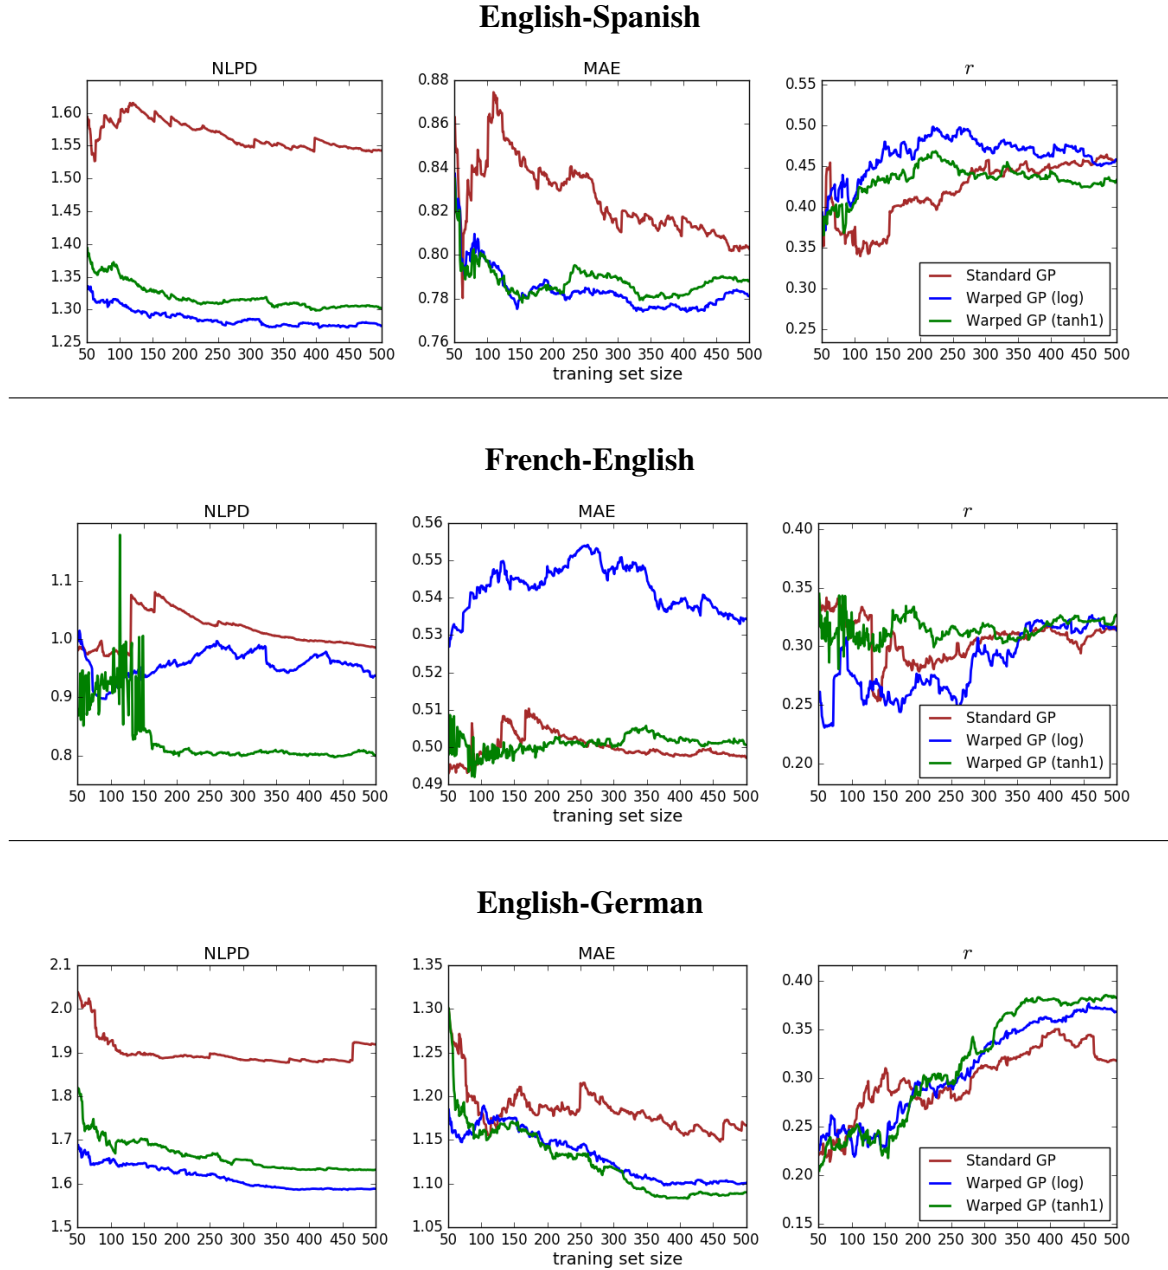 English-Spanish
NLPD
MAE
r
1.60
1.55
1.50
1.45
1.40
1.35
1.30
1.25
50 100 150 200 250 300 350 400 450 500
0.88
0.86
0.84
0.82
0.80
0.78
0.76
50 100 150 200 250 300 350 400 450 500
traning set size
0.55
0.50
0.45
0.40
0.35
0.30
0.25
50 100 150 200 250 300 350 400 450 500
Standard GP
Warped GP (log)
Warped GP (tanh1)
French-English
NLPD
MAE
r
1.1
1.0
0.9
0.8
50 100 150 200 250 300 350 400 450 500
0.56
0.55
0.54
0.53
0.52
0.51
0.50
0.49
50 100 150 200 250 300 350 400 450 500
traning set size
0.40
0.35
0.30
0.25
0.20
50 100 150 200 250 300 350 400 450 500
Standard GP
Warped GP (log)
Warped GP (tanh1)
English-German
NLPD
MAE
r
2.1
2.0
1.9
1.8
1.7
1.6
1.5
50 100 150 200 250 300 350 400 450 500
1.35
1.30
1.25
1.20
1.15
1.10
1.05
50 100 150 200 250 300 350 400 450 500
traning set size
0.40
0.35
0.30
0.25
0.20
0.15
50 100 150 200 250 300 350 400 450 500
Standard GP
Warped GP (log)
Warped GP (tanh1)